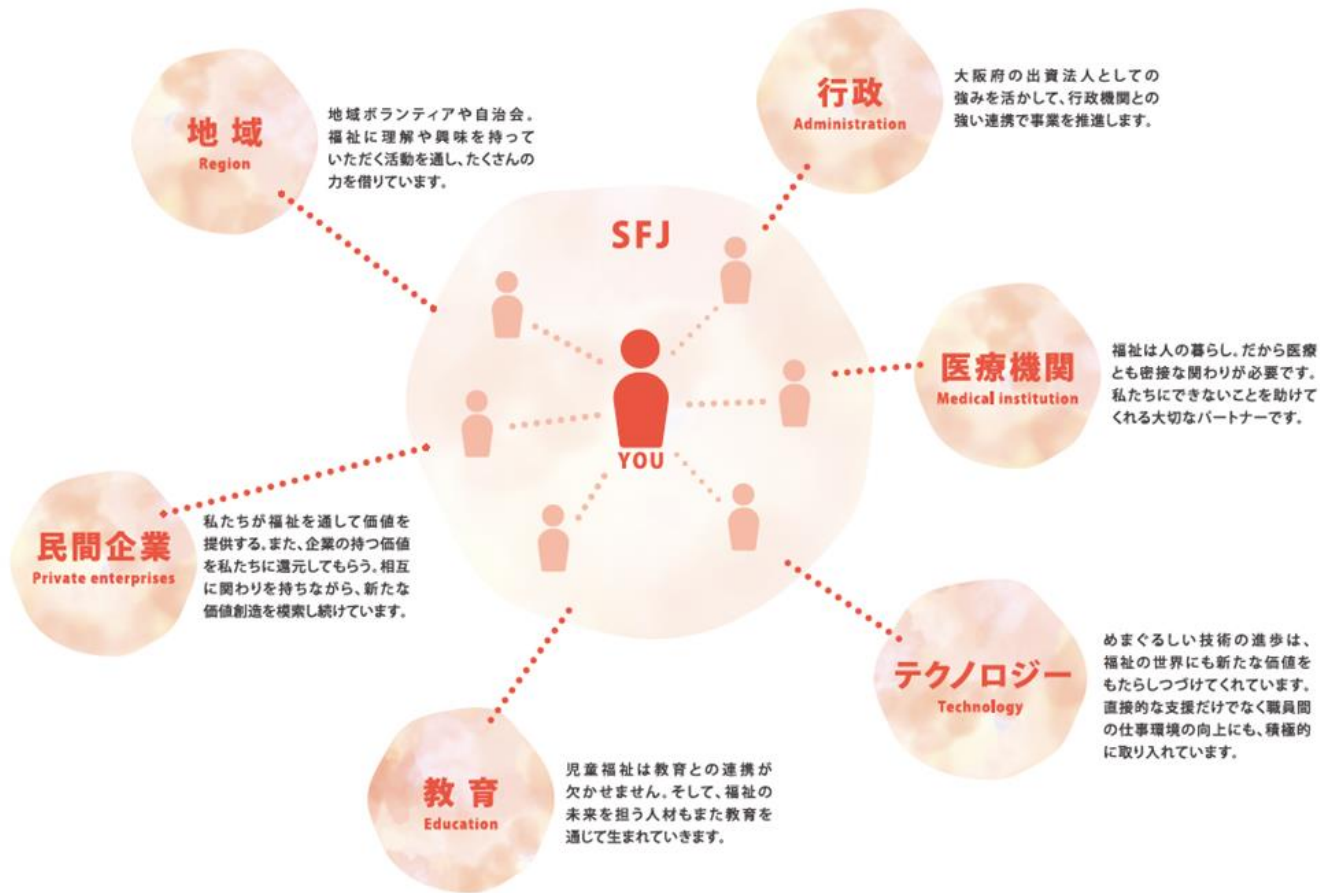 地域
Region
地域ボランティアや自治会。
福祉に理解や興味を持って
いただく活動を通し、たくさんの
力を借りています。
行政
Administration
大阪府の出資法人としての
強みを活かして、行政機関との
強い連携で事業を推進します。
SFJ
YOU
医療機関
Medical institution
福祉は人の暮らし。だから医療
とも密接な関わりが必要です。
私たちにできないことを助けて
くれる大切なパートナーです。
民間企業
Private enterprises
私たちが福祉を通して価値を
提供する。また、企業の持つ価値
を私たちに還元してもらう。相互
に関わりを持ちながら、新たな
価値創造を模索し続けています。
テクノロジー
Technology
めまぐるしい技術の進歩は、
福祉の世界にも新たな価値を
もたらしつづけてくれています。
直接的な支援だけでなく職員間
の仕事環境の向上にも、積極的
に取り入れています。
教育
Education
児童福祉は教育との連携が
欠かせません。そして、福祉の
未来を担う人材もまた教育を
通じて生まれていきます。